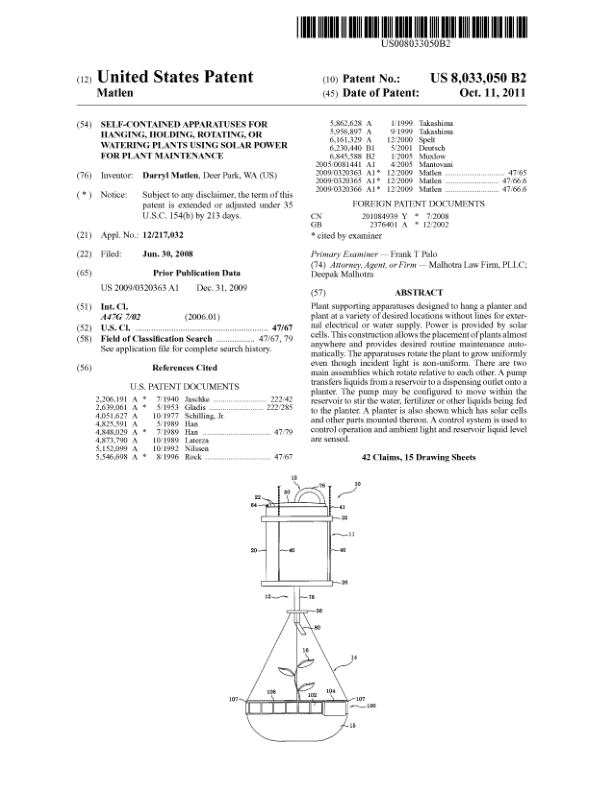 US008033050B2
(12) United States Patent
Matlen
(10) Patent No.: US 8,033,050 B2
(45) Date of Patent: Oct. 11, 2011
(54) SELF-CONTAINED APPARATUSES FOR
HANGING, HOLDING, ROTATING, OR
WATERING PLANTS USING SOLAR POWER
FOR PLANT MAINTENANCE
(76) Inventor: Darryl Matlen, Deer Park, WA (US)
( * ) Notice: Subject to any disclaimer, the term of this
patent is extended or adjusted under 35
U.S.C. 154(b) by 213 days.
(21) Appl. No.: 12/217,032
(22) Filed: Jun. 30, 2008
(65) Prior Publication Data
US 2009/0320363 A1 Dec. 31, 2009
(51) Int. Cl.
A47G 7/02 (2006.01)
(52) U.S. Cl. ........................................ 47/67
(58) Field of Classification Search ................. 47/67, 79
See application file for complete search history.
(56) References Cited
U.S. PATENT DOCUMENTS
2,206,191 A * 7/1940 Jaschke ..................... 222/42
2,639,061 A * 5/1953 Gladis ..................... 222/285
4,051,627 A 10/1977 Schilling, Jr.
4,825,591 A 5/1989 Han
4,848,029 A * 7/1989 Han ........................... 47/79
4,873,790 A 10/1989 Laterza
5,152,099 A 10/1992 Nilssen
5,546,698 A * 8/1996 Rock ......................... 47/67
5,862,628 A 1/1999 Takashima
5,956,897 A 9/1999 Takashima
6,161,329 A 12/2000 Spelt
6,230,440 B1 5/2001 Deutsch
6,845,588 B2 1/2005 Muxlow
2005/0081441 A1 4/2005 Mantovani
2009/0320363 A1* 12/2009 Matlen ......................... 47/65
2009/0320365 A1* 12/2009 Matlen ...................... 47/66.6
2009/0320366 A1* 12/2009 Matlen ...................... 47/66.6
FOREIGN PATENT DOCUMENTS
CN 201084939 Y * 7/2008
GB 2376401 A * 12/2002
* cited by examiner
Primary Examiner — Frank T Palo
(74) Attorney, Agent, or Firm — Malhotra Law Firm, PLLC;
Deepak Malhotra
(57) ABSTRACT
Plant supporting apparatuses designed to hang a planter and
plant at a variety of desired locations without lines for exter-
nal electrical or water supply. Power is provided by solar
cells. This construction allows the placement of plants almost
anywhere and provides desired routine maintenance auto-
matically. The apparatuses rotate the plant to grow uniformly
even though incident light is non-uniform. There are two
main assemblies which rotate relative to each other. A pump
transfers liquids from a reservoir to a dispensing outlet onto a
planter. The pump may be configured to move within the
reservoir to stir the water, fertilizer or other liquids being fed
to the planter. A planter is also shown which has solar cells
and other parts mounted thereon. A control system is used to
control operation and ambient light and reservoir liquid level
are sensed.
42 Claims, 15 Drawing Sheets
10
11
20
12
36
16
14
106
104
107
102
107
15